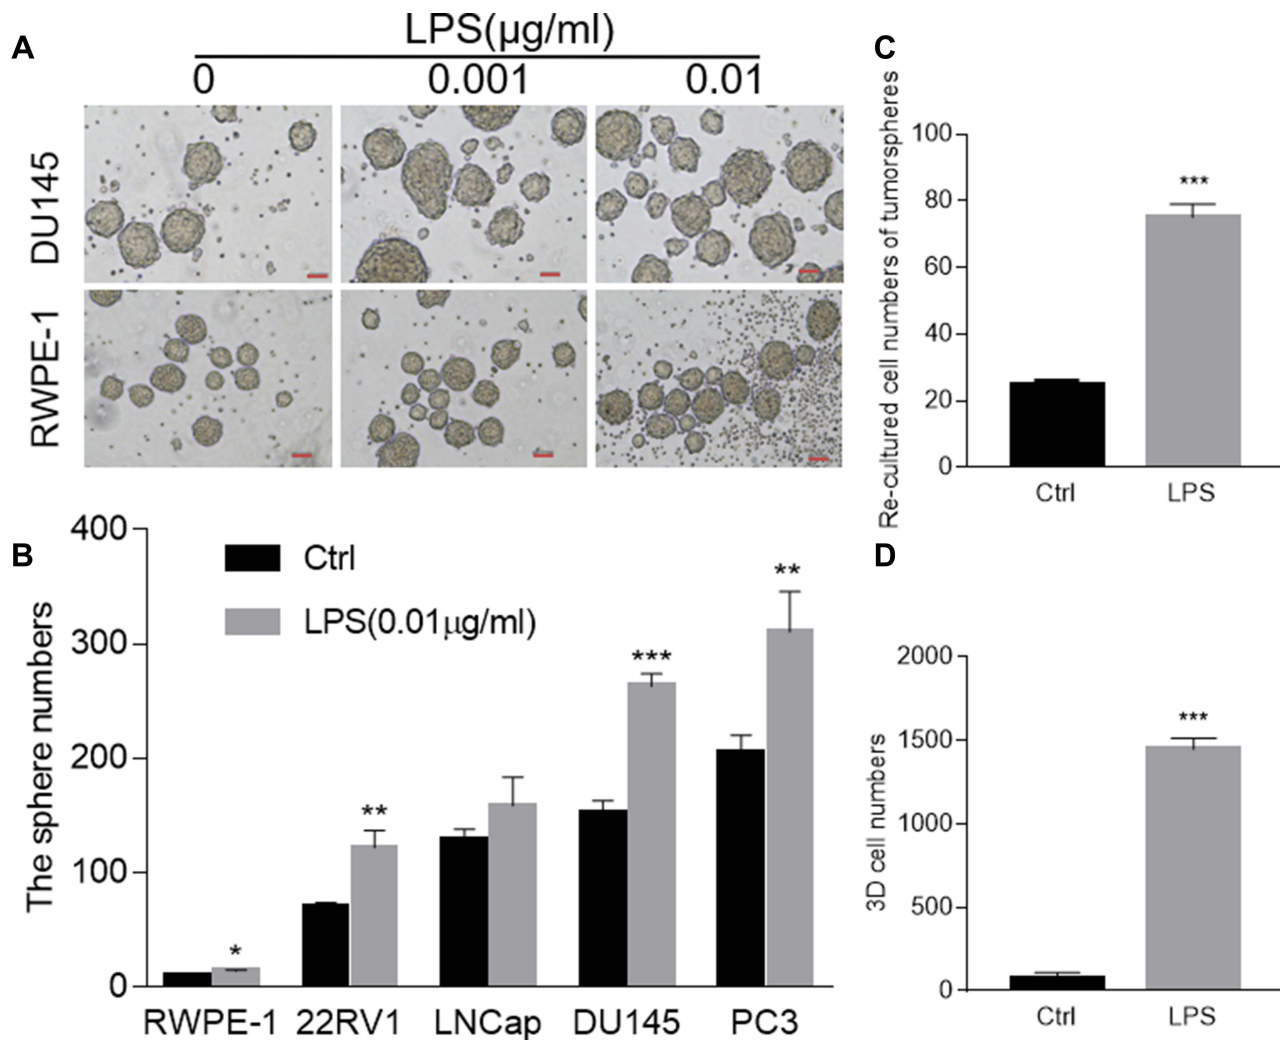 A
LPS(μg/ml)
0 0.001 0.01
DU145
RWPE-1
B
400
300
200
100
0
The sphere numbers
Ctrl
LPS(0.01μg/ml)
*
**
***
**
RWPE-1 22RV1 LNCap DU145 PC3
C
Re-cultured cell numbers of tumorspheres
100
80
60
40
20
0
***
Ctrl LPS
D
3D cell numbers
2000
1500
1000
500
0
***
Ctrl LPS